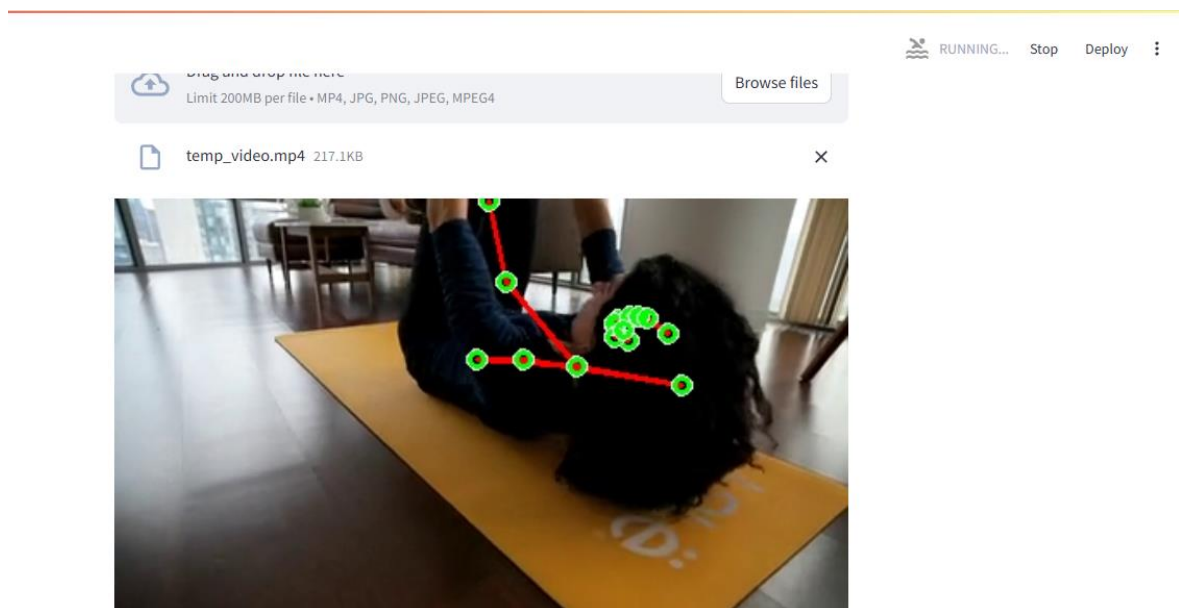 RUNNING... Stop Deploy
Drag and drop file here
Limit 200MB per file • MP4, JPG, PNG, JPEG, MPEG4
Browse files
temp_video.mp4 217.1KB